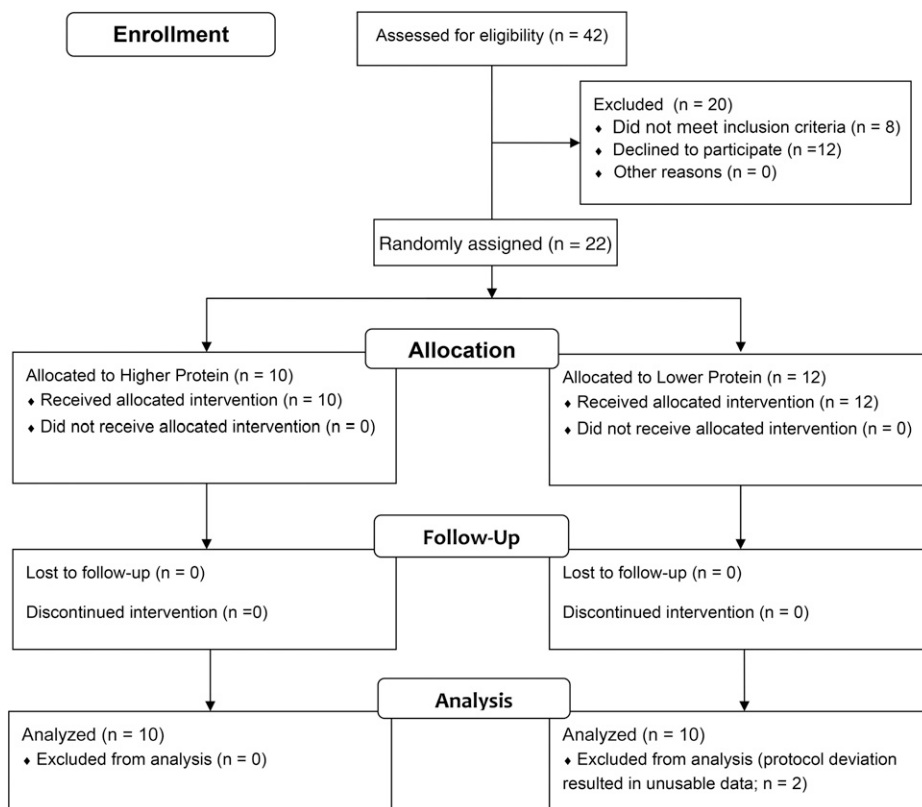 Enrollment
Assessed for eligibility (n = 42)
Excluded (n = 20)
♦ Did not meet inclusion criteria (n = 8)
♦ Declined to participate (n =12)
♦ Other reasons (n = 0)
Randomly assigned (n = 22)
Allocation
Allocated to Higher Protein (n = 10)
♦ Received allocated intervention (n = 10)
♦ Did not receive allocated intervention (n = 0)
Allocated to Lower Protein (n = 12)
♦ Received allocated intervention (n = 12)
♦ Did not receive allocated intervention (n = 0)
Follow-Up
Lost to follow-up (n = 0)
Discontinued intervention (n =0)
Lost to follow-up (n = 0)
Discontinued intervention (n = 0)
Analysis
Analyzed (n = 10)
♦ Excluded from analysis (n = 0)
Analyzed (n = 10)
♦ Excluded from analysis (protocol deviation
resulted in unusable data; n = 2)